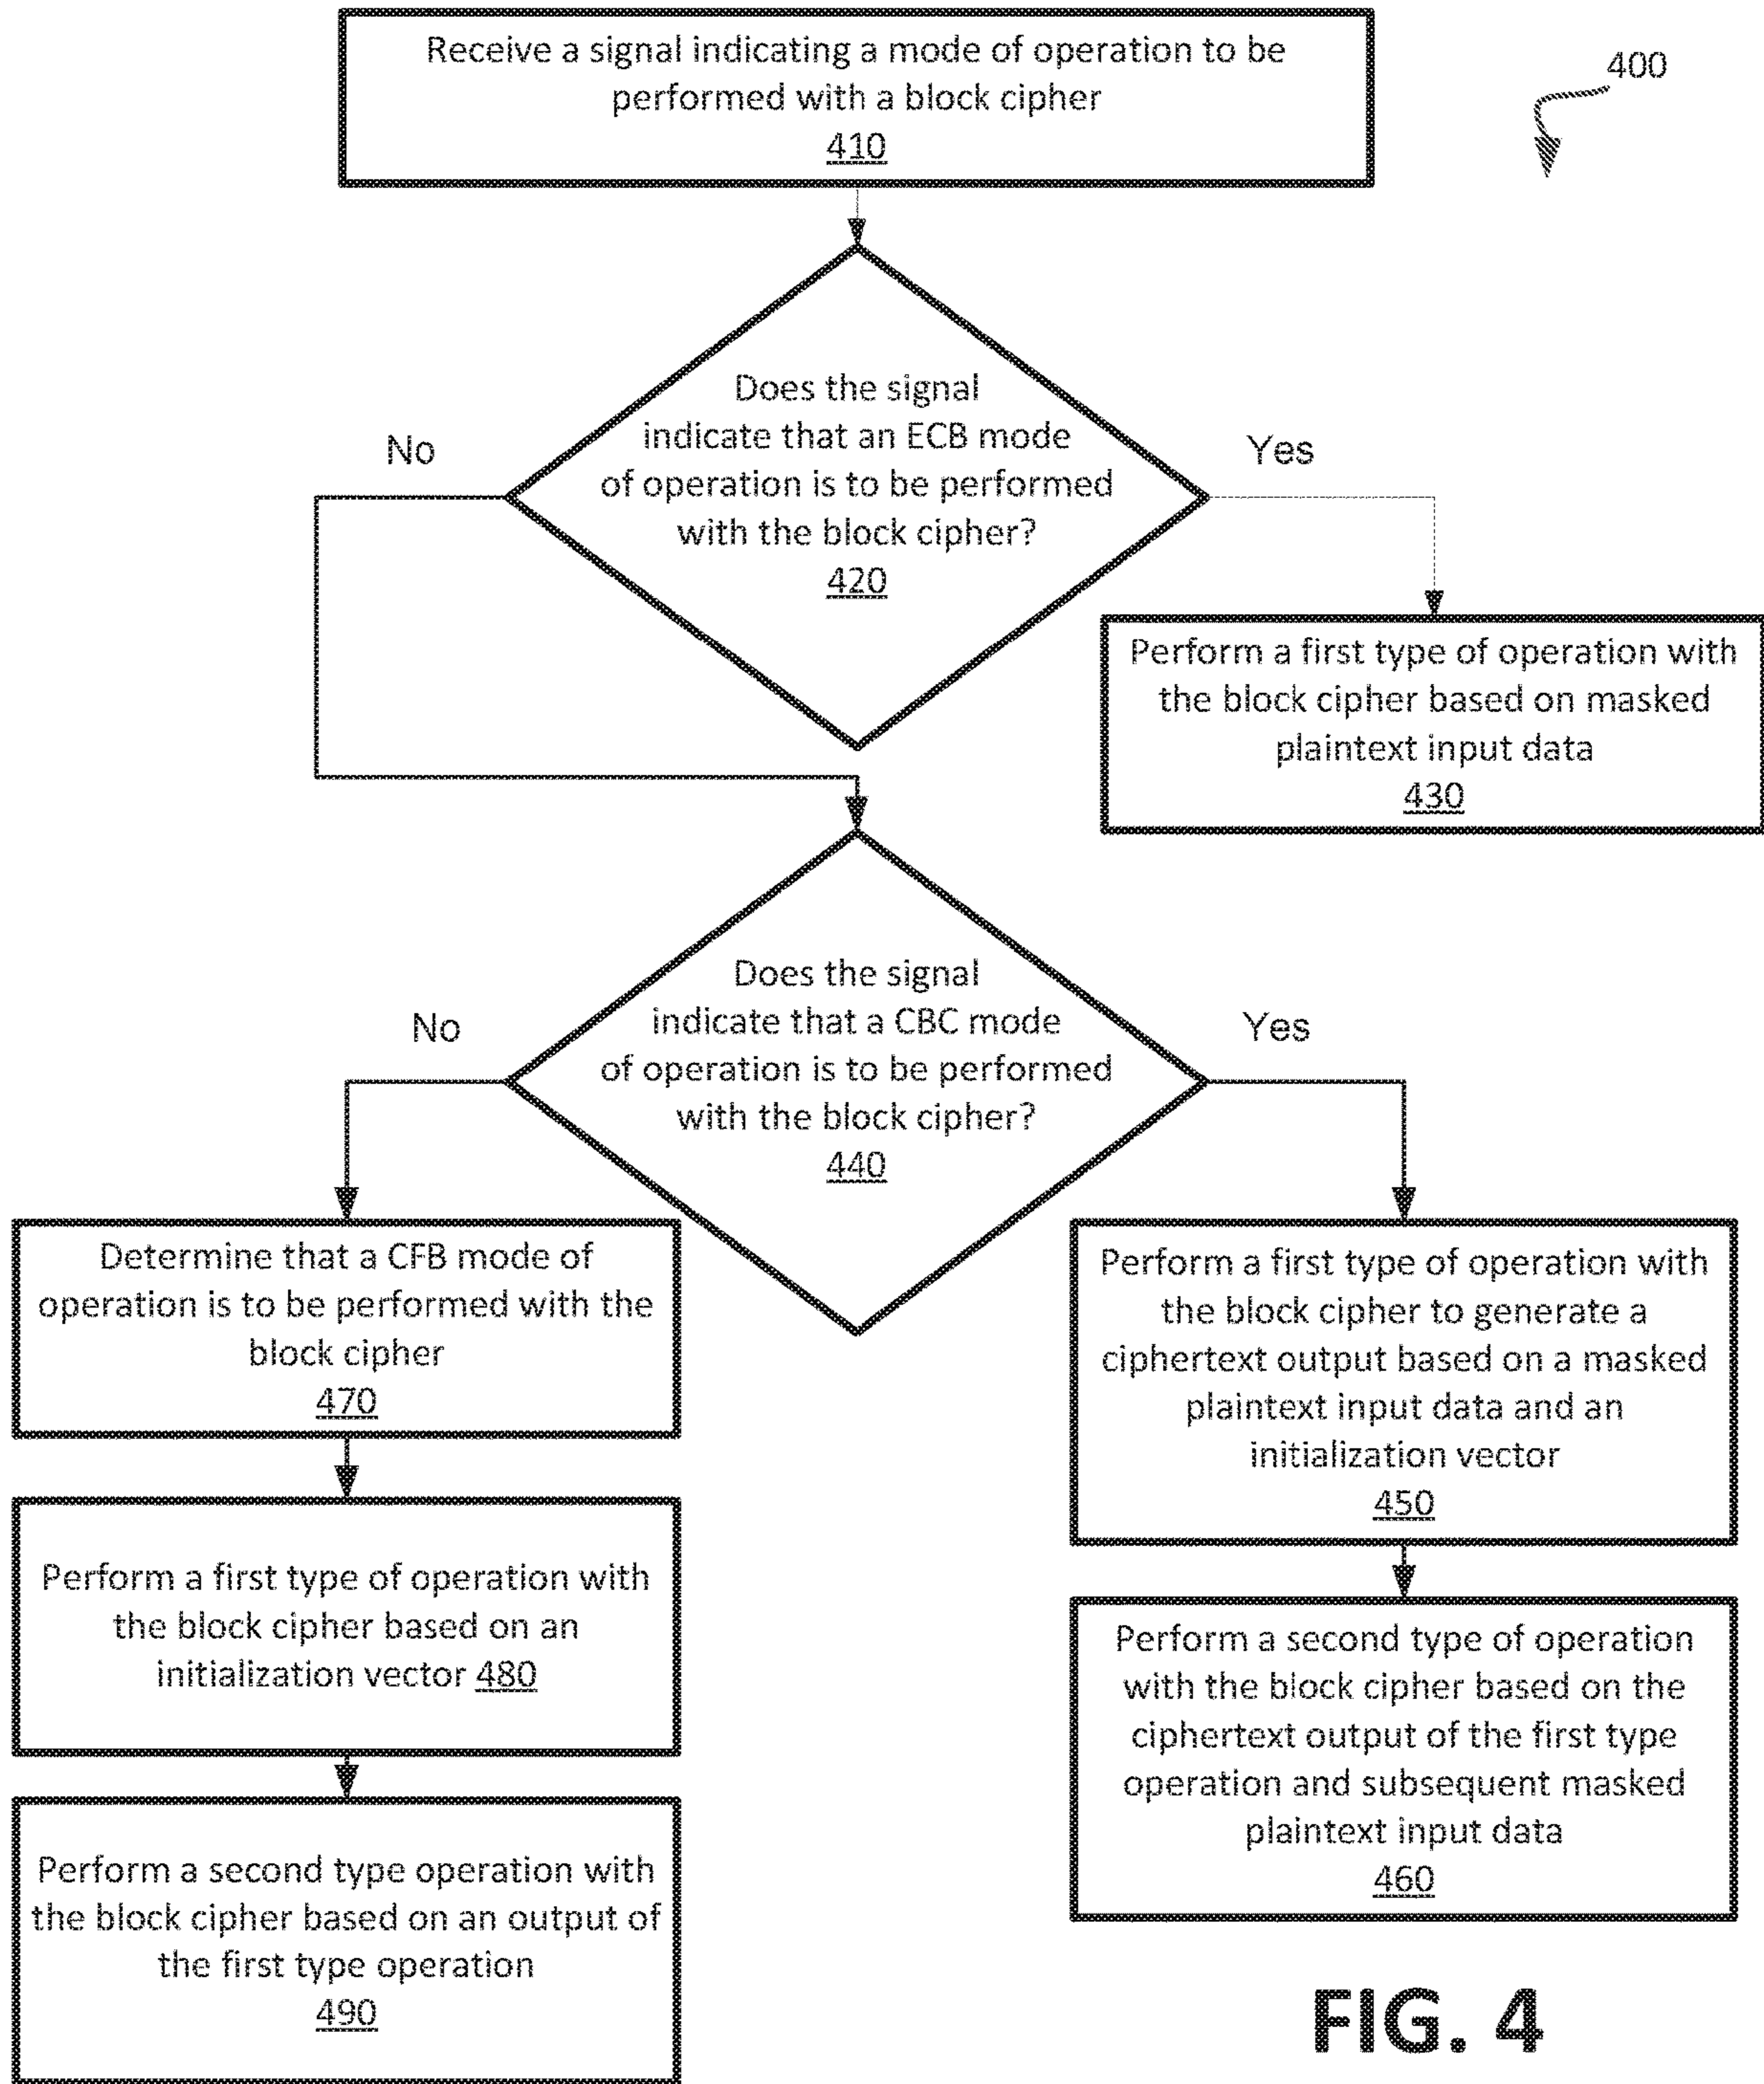 Receive a signal indicating a mode of operation to be
performed with a block cipher
410
400
Does the signal
indicate that an ECB mode
of operation is to be performed
with the block cipher?
420
No
Yes
Perform a first type of operation with
the block cipher based on masked
plaintext input data
430
Does the signal
indicate that a CBC mode
of operation is to be performed
with the block cipher?
440
No
Yes
Determine that a CFB mode of
operation is to be performed with the
block cipher
470
Perform a first type of operation with
the block cipher to generate a
ciphertext output based on a masked
plaintext input data and an
initialization vector
450
Perform a first type of operation with
the block cipher based on an
initialization vector 480
Perform a second type of operation
with the block cipher based on the
ciphertext output of the first type
operation and subsequent masked
plaintext input data
460
Perform a second type operation with
the block cipher based on an output of
the first type operation
490
FIG. 4